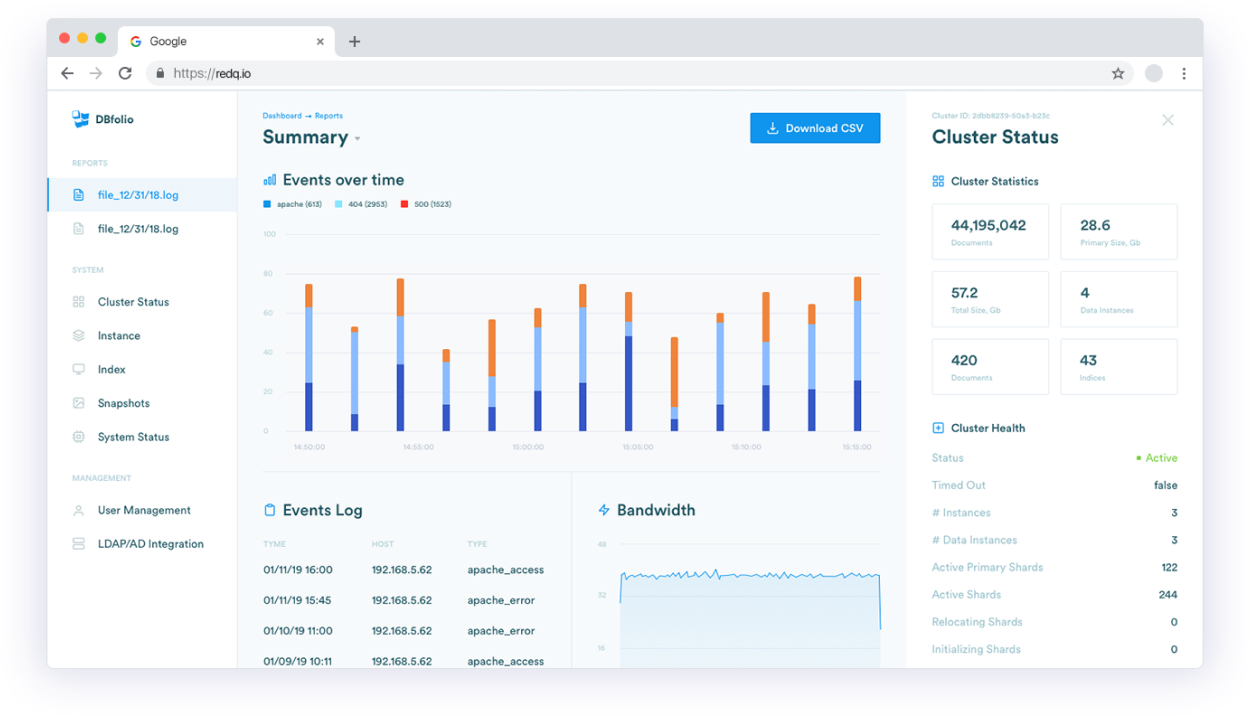 Google
https://redq.io
DBfolio
REPORTS
file_12/31/18.log
file_12/31/18.log
SYSTEM
Cluster Status
Instance
Index
Snapshots
System Status
MANAGEMENT
User Management
LDAP/AD Integration
Dashboard → Reports
Summary
Download CSV
Events over time
apache (613) 404 (2953) 500 (1523)
100
80
60
40
20
0
14:50:00 14:55:00 15:00:00 15:05:00 15:10:00 15:15:00
Events Log
TYME HOST TYPE
01/11/19 16:00 192.168.5.62 apache_access
01/11/19 15:45 192.168.5.62 apache_error
01/10/19 11:00 192.168.5.62 apache_error
01/09/19 10:11 192.168.5.62 apache_access
Bandwidth
48
32
16
Cluster ID: 2dbb8239-50a3-b23c
Cluster Status
Cluster Statistics
44,195,042
Documents
28.6
Primary Size, Gb
57.2
Total Size, Gb
4
Data Instances
420
Documents
43
Indices
Cluster Health
Status Active
Timed Out false
# Instances 3
# Data Instances 3
Active Primary Shards 122
Active Shards 244
Relocating Shards 0
Initializing Shards 0